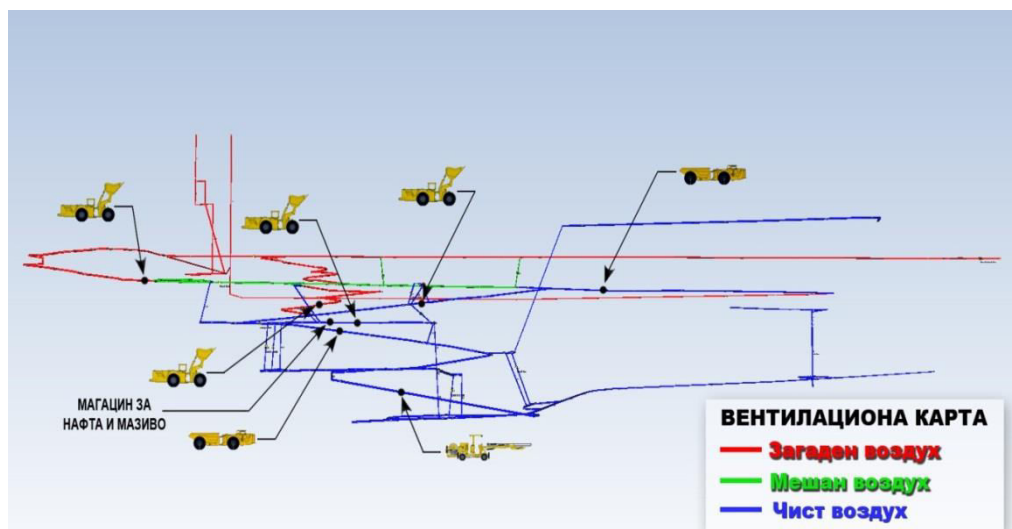 МАГАЦИН ЗА
НАФТА И МАЗИВО
ВЕНТИЛАЦИОНА КАРТА
Загаден воздух
Мешан воздух
Чист воздух